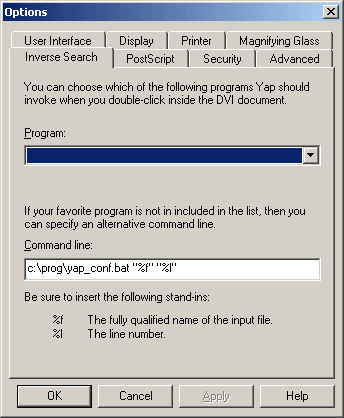 Options
User Interface Display Printer Magnifying Glass
Inverse Search PostScript Security Advanced
You can choose which of the following programs Yap should
invoke when you double-click inside the DVI document.
Program:
If your favorite program is not in included in the list, then you
can specify an alternative command line.
Command line:
c:\prog\yap_conf.bat "%f" "%l"
Be sure to insert the following stand-ins:
%f The fully qualified name of the input file.
%l The line number.
OK Cancel Apply Help